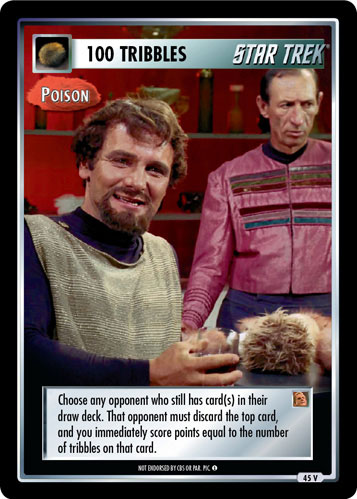 100 TRIBBLES
STAR TREK
POISON
Choose any opponent who still has card(s) in their
draw deck. That opponent must discard the top card,
and you immediately score points equal to the number
of tribbles on that card.
NOT ENDORSED BY CBS OR PAR. PIC
45 V